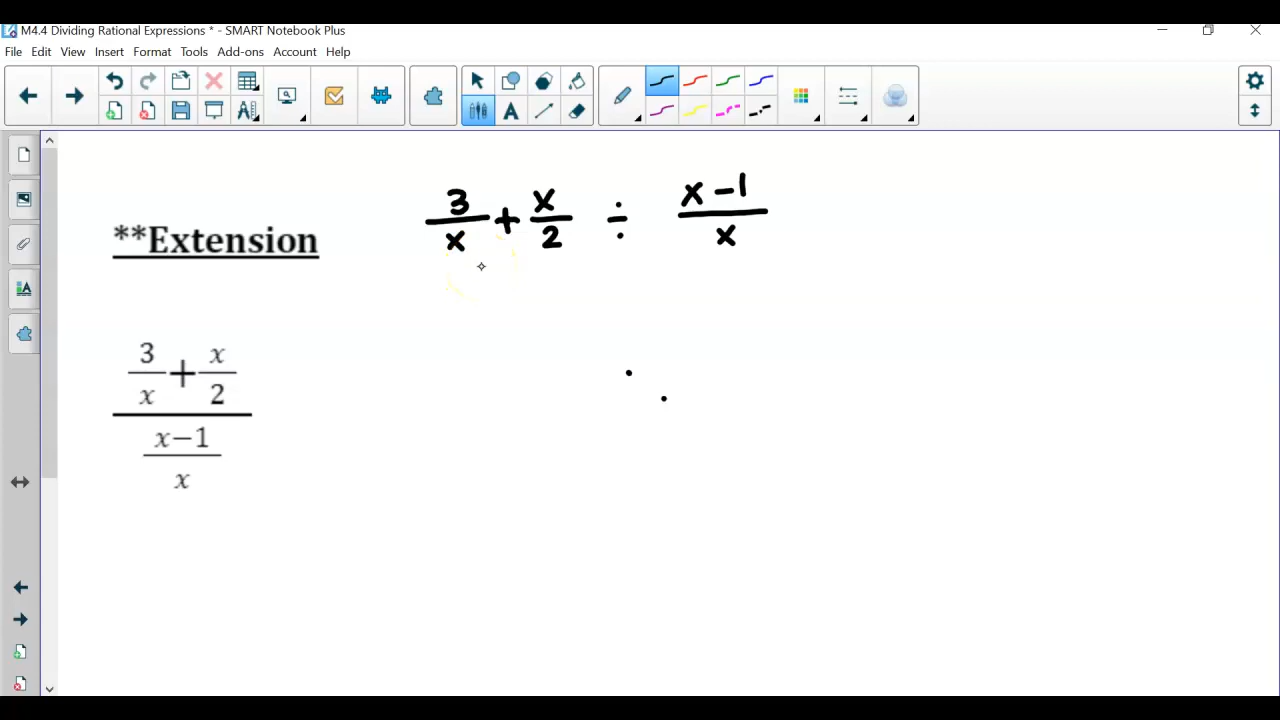 M4.4 Dividing Rational Expressions * - SMART Notebook Plus
File Edit View Insert Format Tools Add-ons Account Help
3/x + x/2 ÷ x-1/x
**Extension
3/x + x/2
x-1/x